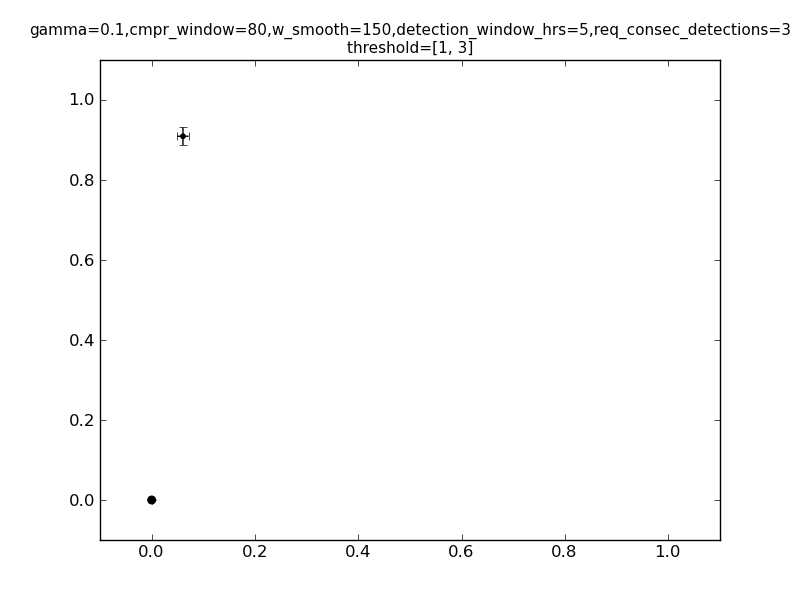 gamma=0.1,cmpr_window=80,w_smooth=150,detection_window_hrs=5,req_consec_detections=3
threshold=[1, 3]
1.0
0.8
0.6
0.4
0.2
0.0
0.0 0.2 0.4 0.6 0.8 1.0